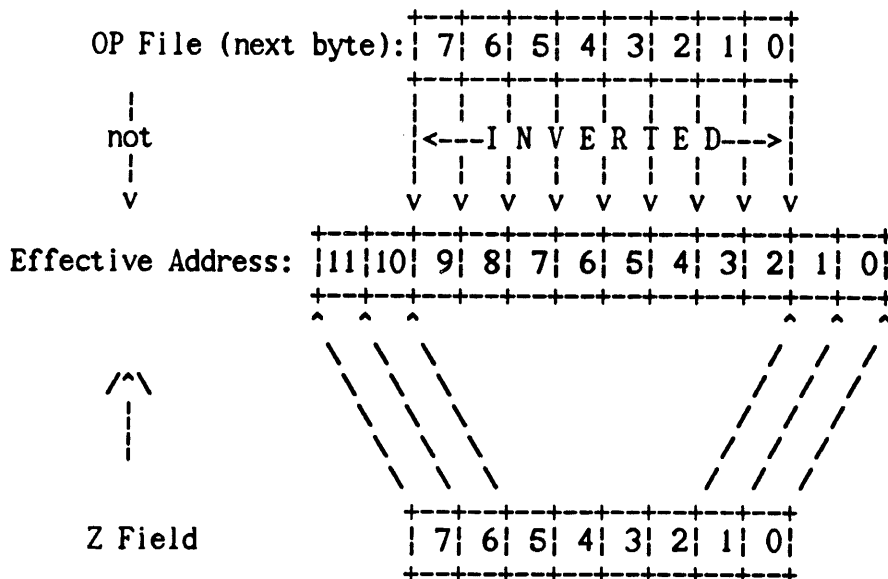 +---+---+---+---+---+---+---+---+
OP File (next byte): | 7| 6| 5| 4| 3| 2| 1| 0|
+---+---+---+---+---+---+---+---+
not <---I N V E R T E D--->
v v v v v v v v v v
Effective Address: |11|10| 9| 8| 7| 6| 5| 4| 3| 2| 1| 0|
^ ^ ^ ^ ^ ^
/^\
Z Field | 7| 6| 5| 4| 3| 2| 1| 0|
+---+---+---+---+---+---+---+---+